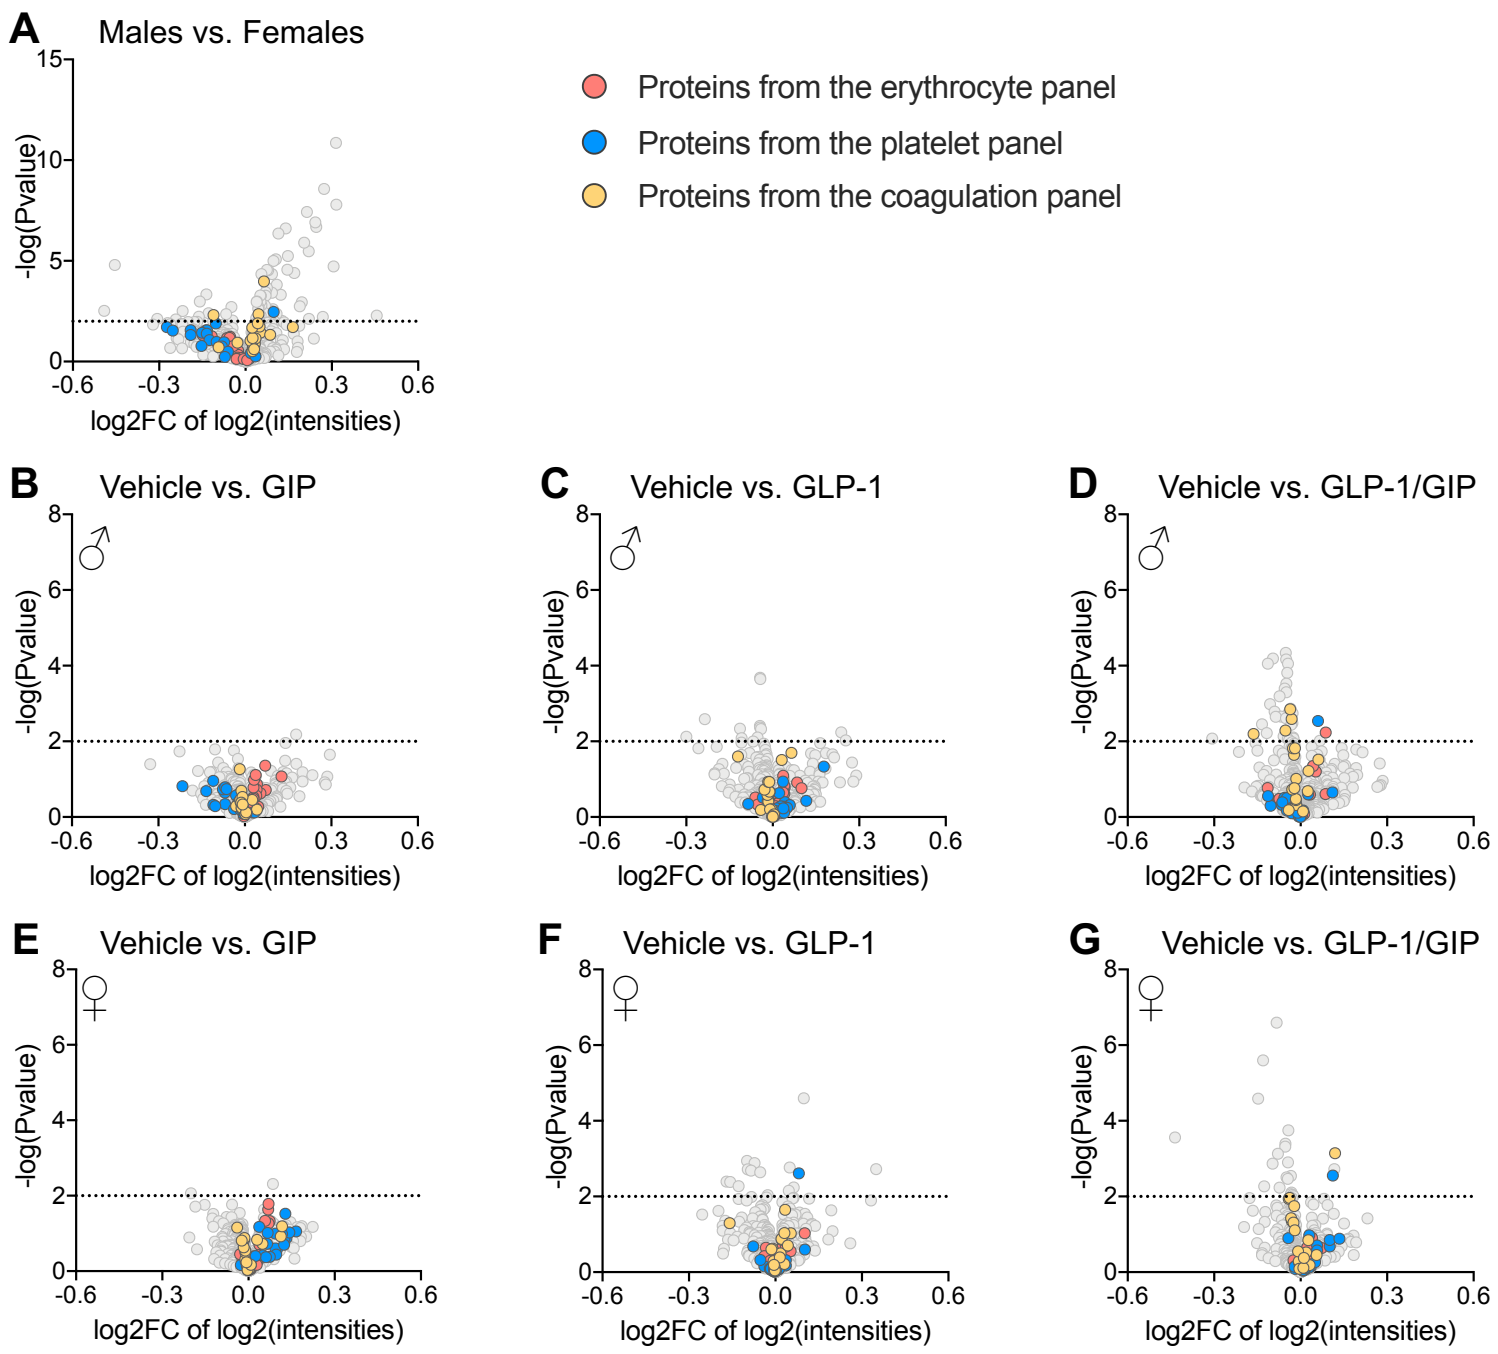 A Males vs. Females
15
10
5
0
-log(Pvalue)
-0.6 -0.3 0.0 0.3 0.6
log2FC of log2(intensities)
Proteins from the erythrocyte panel
Proteins from the platelet panel
Proteins from the coagulation panel
B Vehicle vs. GIP
♂
8
6
4
2
0
-log(Pvalue)
-0.6 -0.3 0.0 0.3 0.6
log2FC of log2(intensities)
C Vehicle vs. GLP-1
♂
8
6
4
2
0
-log(Pvalue)
-0.6 -0.3 0.0 0.3 0.6
log2FC of log2(intensities)
D Vehicle vs. GLP-1/GIP
♂
8
6
4
2
0
-log(Pvalue)
-0.6 -0.3 0.0 0.3 0.6
log2FC of log2(intensities)
E Vehicle vs. GIP
♀
8
6
4
2
0
-log(Pvalue)
-0.6 -0.3 0.0 0.3 0.6
log2FC of log2(intensities)
F Vehicle vs. GLP-1
♀
8
6
4
2
0
-log(Pvalue)
-0.6 -0.3 0.0 0.3 0.6
log2FC of log2(intensities)
G Vehicle vs. GLP-1/GIP
♀
8
6
4
2
0
-log(Pvalue)
-0.6 -0.3 0.0 0.3 0.6
log2FC of log2(intensities)